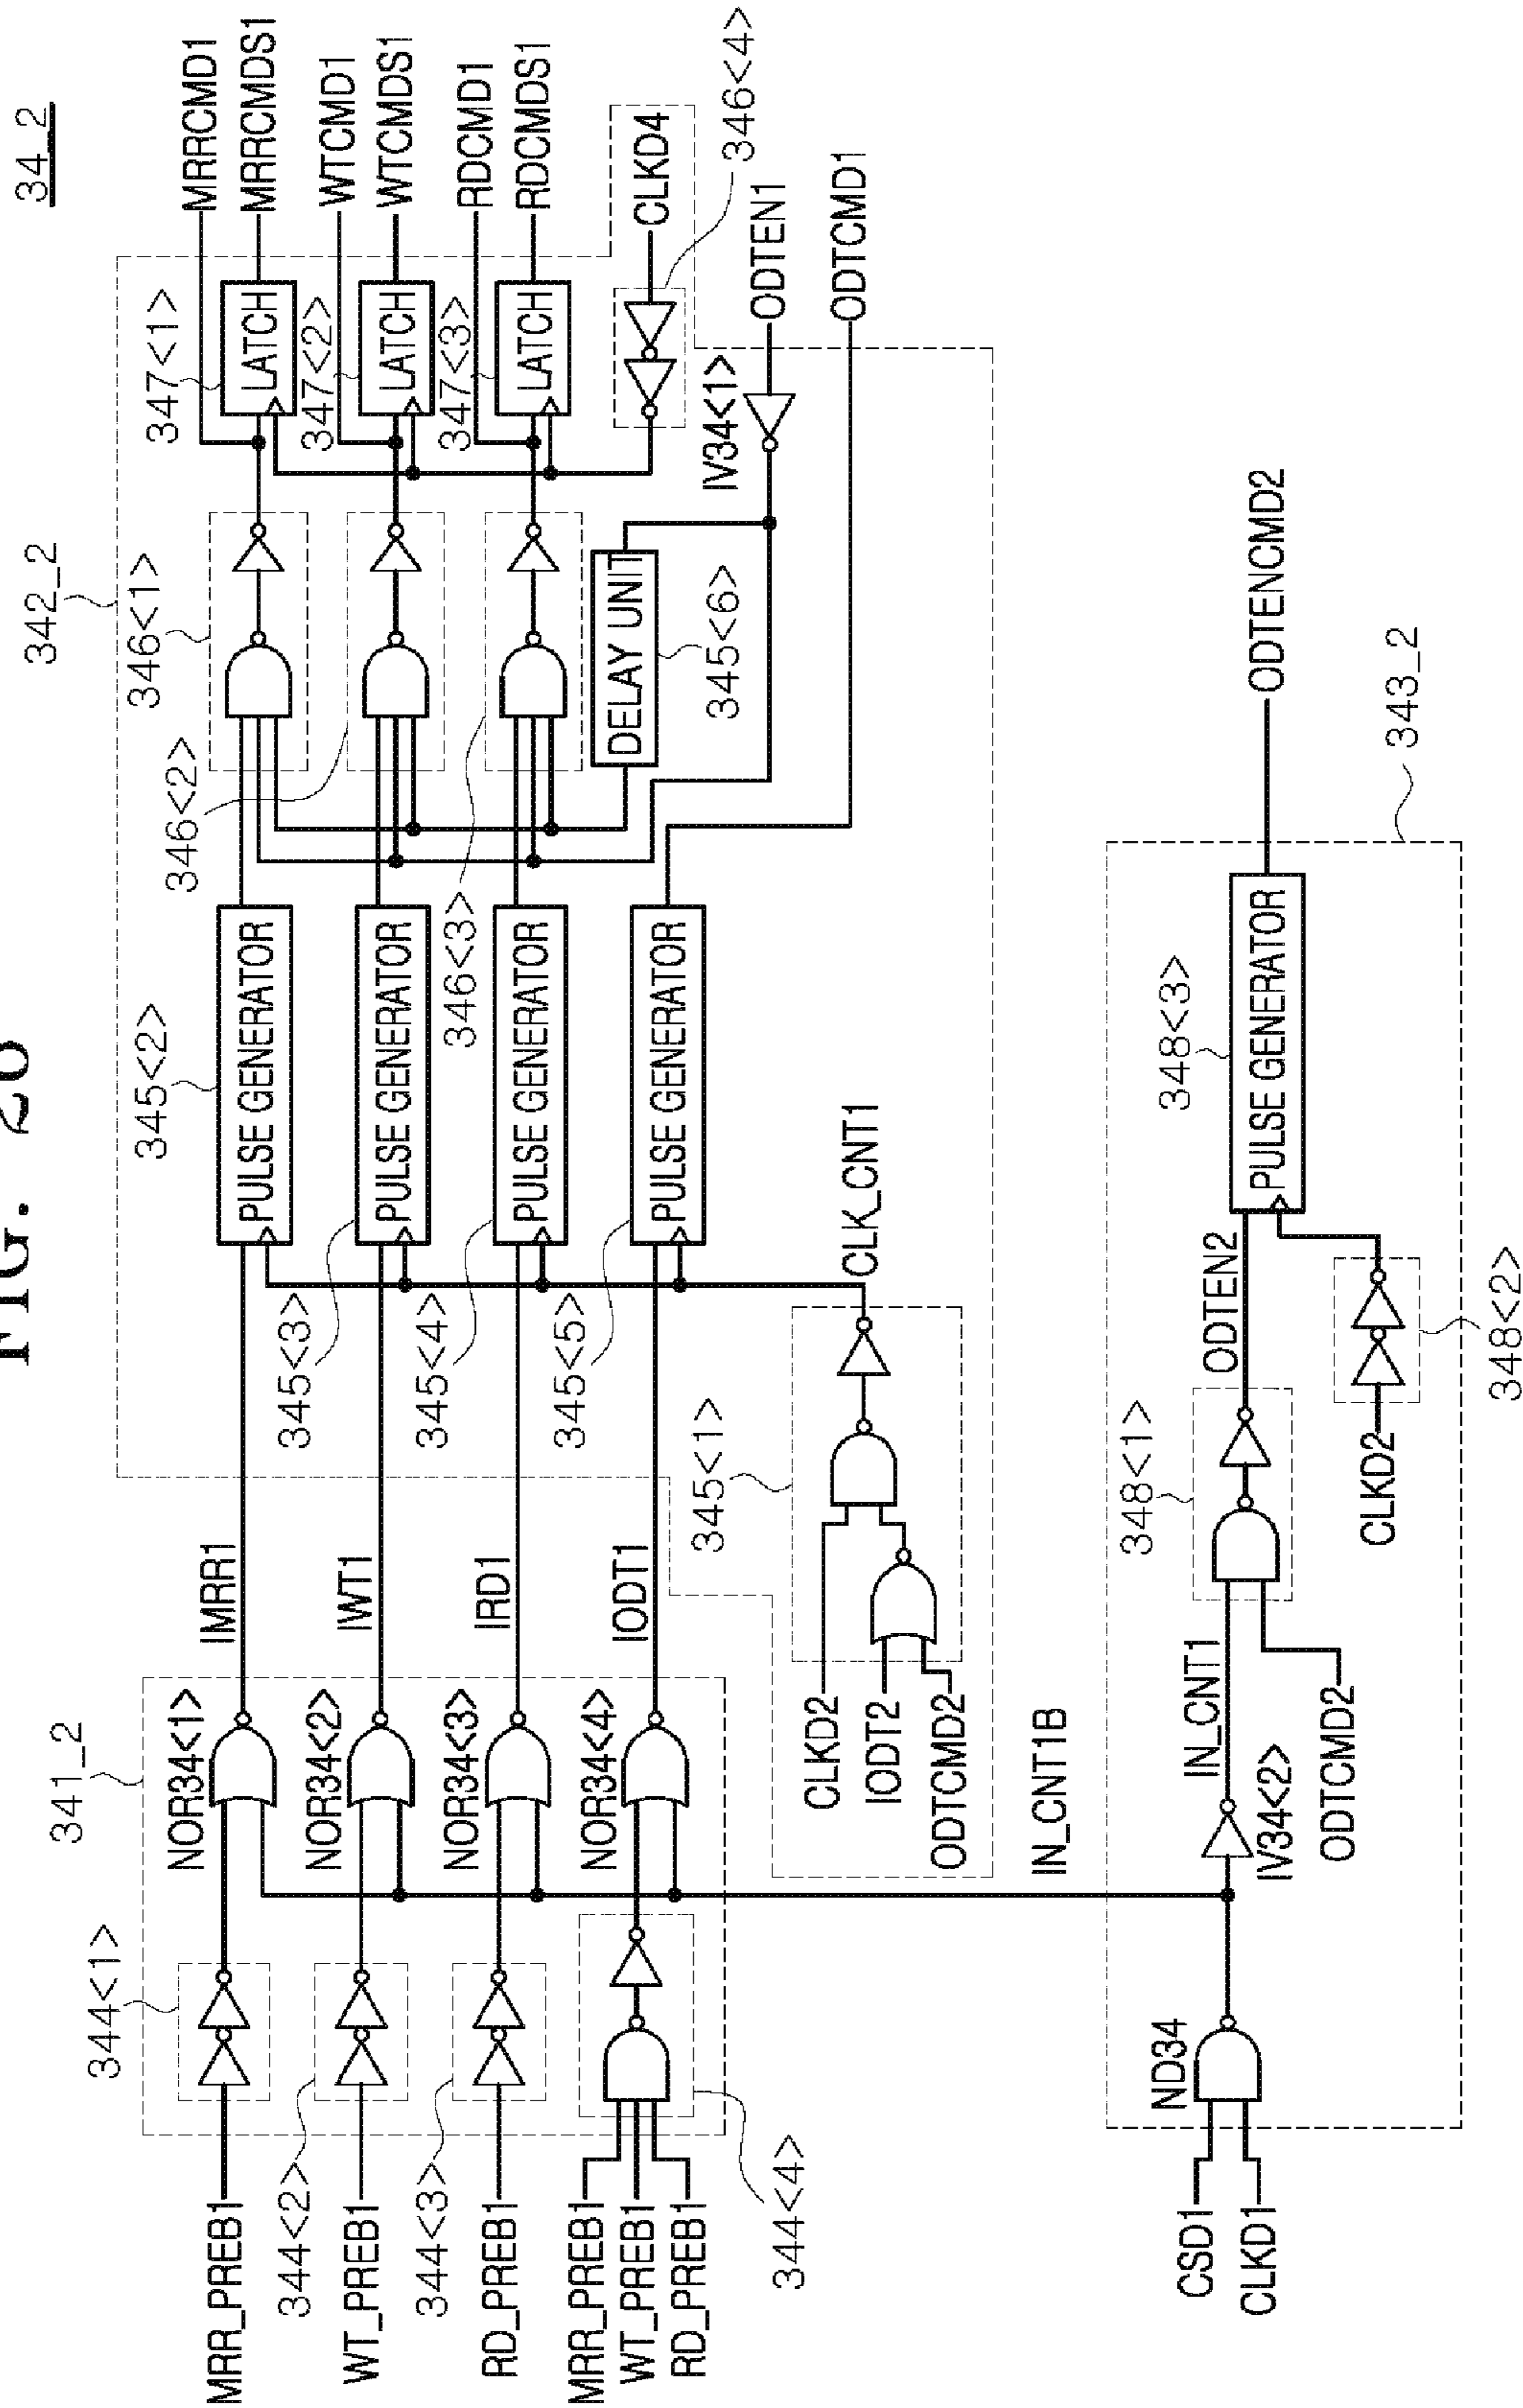 FIG.
34_2
342_2
341_2
344<1>
344<2>
344<3>
344<4>
MRR_PREB1
WT_PREB1
RD_PREB1
MRR_PREB1
WT_PREB1
RD_PREB1
NOR34<1>
NOR34<2>
NOR34<3>
NOR34<4>
IMRR1
IWT1
IRD1
IODT1
345<2>
PULSE GENERATOR
345<3>
PULSE GENERATOR
345<4>
PULSE GENERATOR
345<5>
PULSE GENERATOR
346<1>
346<2>
346<3>
347<1>
LATCH
347<2>
LATCH
347<3>
LATCH
MRRCMD1
MRRCMDS1
WTCMD1
WTCMDS1
RDCMD1
RDCMDS1
CLKD4
346<4>
DELAY UNIT
345<6>
IV34<1>
ODTEN1
ODTCMD1
CLK_CNT1
345<1>
CLKD2
IODT2
ODTCMD2
IN_CNT1B
CSD1
CLKD1
ND34
IV34<2>
IN_CNT1
ODTCMD2
348<1>
ODTEN2
CLKD2
348<2>
348<3>
PULSE GENERATOR
ODTENCMD2
343_2